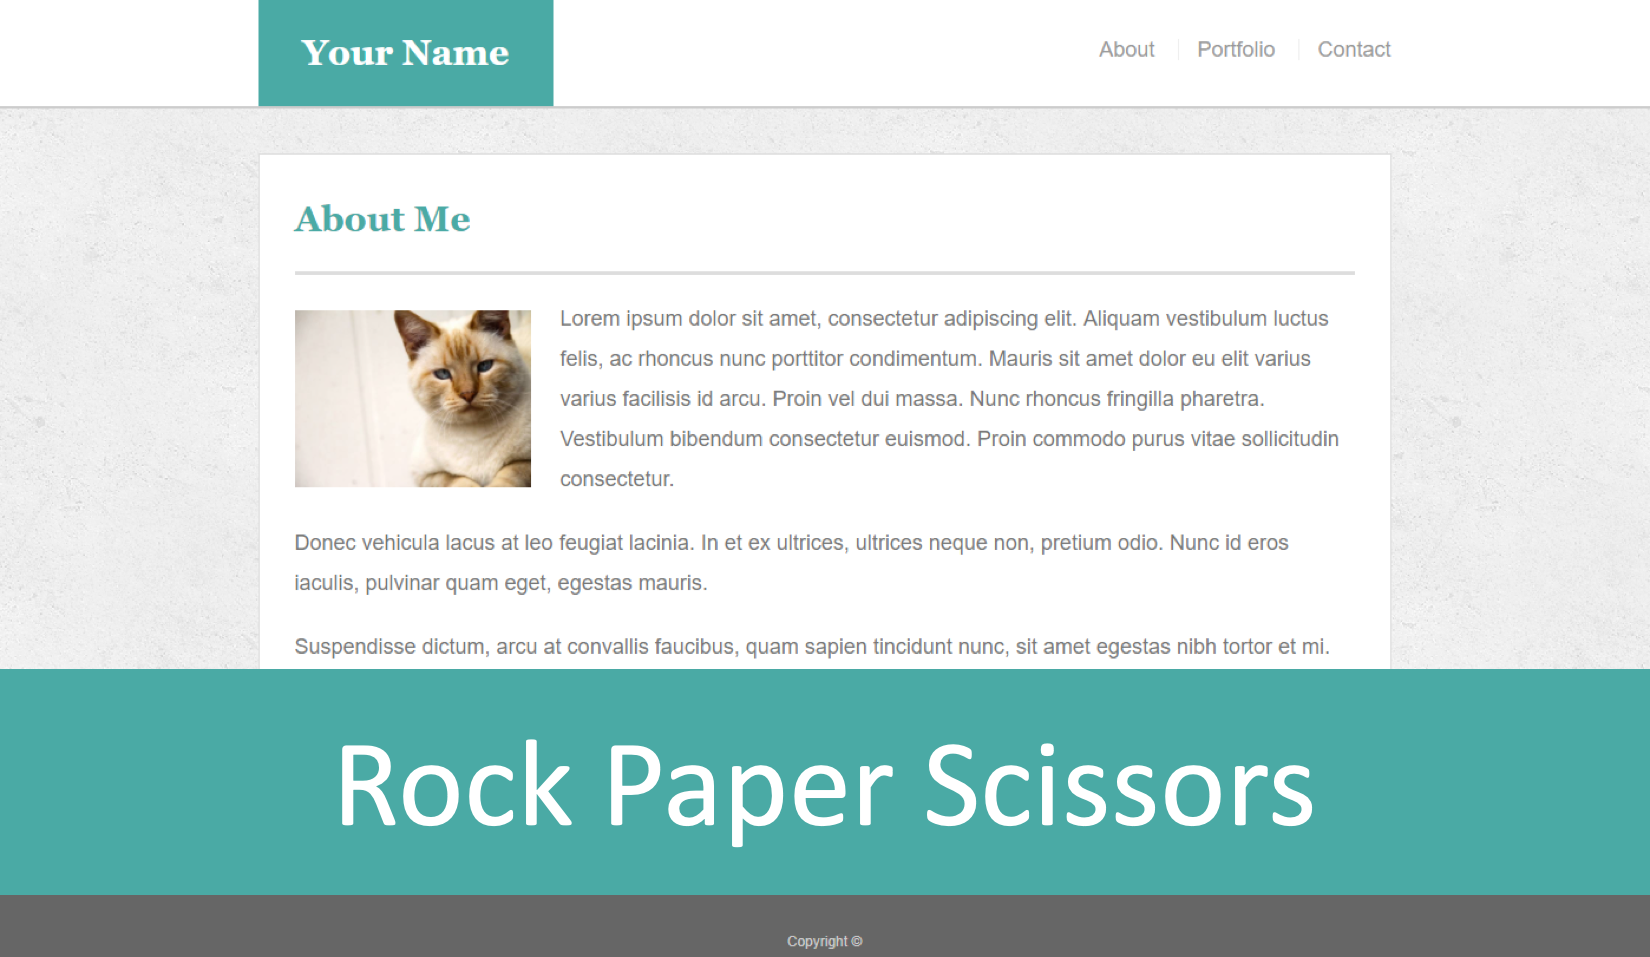 Your Name
About
Portfolio
Contact
About Me
Lorem ipsum dolor sit amet, consectetur adipiscing elit. Aliquam vestibulum luctus
felis, ac rhoncus nunc porttitor condimentum. Mauris sit amet dolor eu elit varius
varius facilisis id arcu. Proin vel dui massa. Nunc rhoncus fringilla pharetra.
Vestibulum bibendum consectetur euismod. Proin commodo purus vitae sollicitudin
consectetur.
Donec vehicula lacus at leo feugiat lacinia. In et ex ultrices, ultrices neque non, pretium odio. Nunc id eros
iaculis, pulvinar quam eget, egestas mauris.
Suspendisse dictum, arcu at convallis faucibus, quam sapien tincidunt nunc, sit amet egestas nibh tortor et mi.
Rock Paper Scissors
Copyright ©